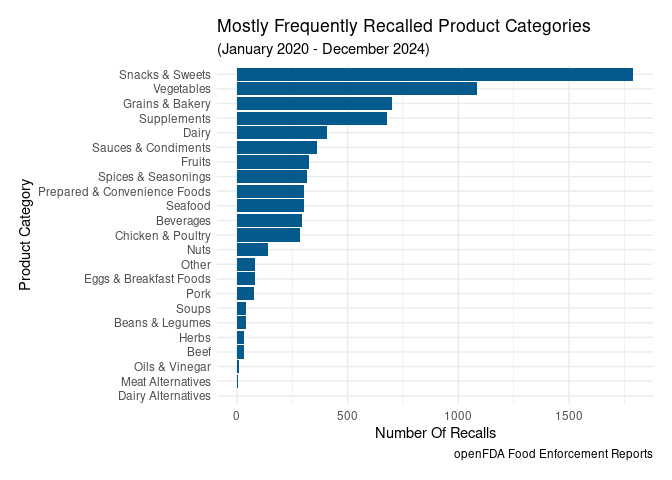 Mostly Frequently Recalled Product Categories
(January 2020 - December 2024)
Product Category
Snacks & Sweets
Vegetables
Grains & Bakery
Supplements
Dairy
Sauces & Condiments
Fruits
Spices & Seasonings
Prepared & Convenience Foods
Seafood
Beverages
Chicken & Poultry
Nuts
Other
Eggs & Breakfast Foods
Pork
Soups
Beans & Legumes
Herbs
Beef
Oils & Vinegar
Meat Alternatives
Dairy Alternatives
0 500 1000 1500
Number Of Recalls
openFDA Food Enforcement Reports